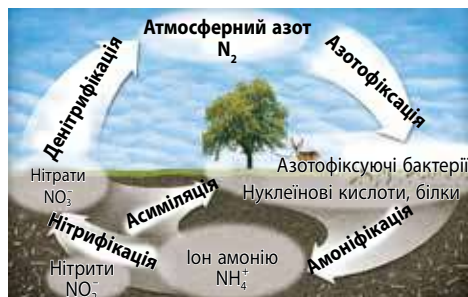 Атмосферний азот
N₂
Азотофіксація
Денітрифікація
Азотофіксуючі бактерії
Нуклеїнові кислоти, білки
Нітрати
NO₃⁻
Асиміляція
Нітрифікація
Амоніфікація
Іон амонію
NH₄⁺
Нітрити
NO₂⁻